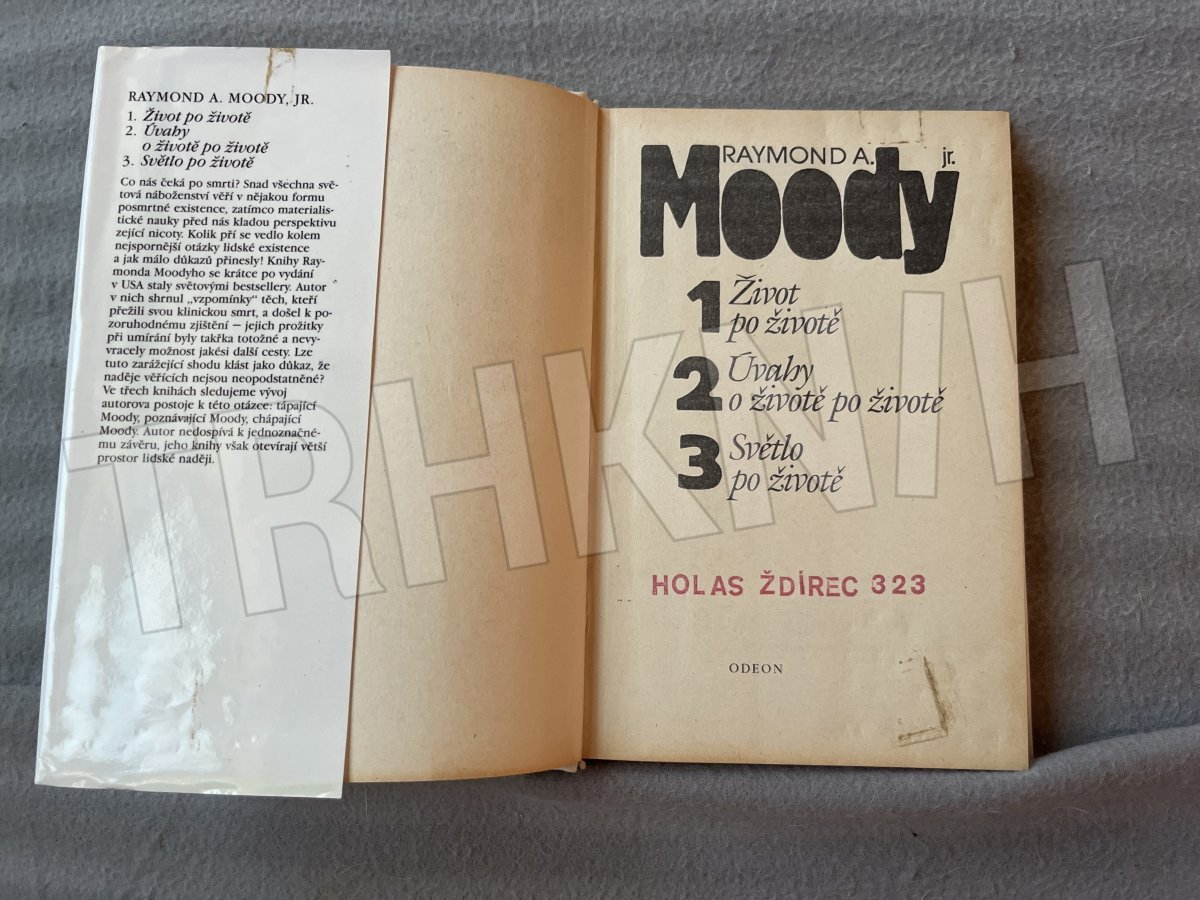 RAYMOND A. MOODY, JR.
1. Život po životě
2. Úvahy
o životě po životě
3. Světlo po životě
Co nás čeká po smrti? Snad všechna svě-
tová náboženství věří v nějakou formu
posmrtné existence, zatímco materialis-
tické nauky před nás kladou perspektivu
zející nicoty. Kolik pří se vedlo kolem
nejspornější otázky lidské existence
a jak málo důkazů přinesly! Knihy Ray-
monda Moodyho se krátce po vydání
v USA staly světovými bestsellery. Autor
v nich shrnul „vzpomínky“ těch, kteří
přežili svou klinickou smrt, a došel k po-
zoruhodnému zjištění — jejich prožitky
při umírání byly takřka totožné a nevy-
vracely možnost jakési další cesty. Lze
tuto zarážející shodu klást jako důkaz, že
naděje věřících nejsou neopodstatněné?
Ve třech knihách sledujeme vývoj
autorova postoje k této otázce: tápající
Moody, poznávající Moody, chápající
Moody. Autor nedospívá k jednoznačné-
mu závěru, jeho knihy však otevírají větší
prostor lidské naději.
RAYMOND A. jr.
Moody
1 Život
po životě
2 Úvahy
o životě po životě
3 Světlo
po životě
HOLAS ŽDÍREC 323
ODEON
TRHKNIH